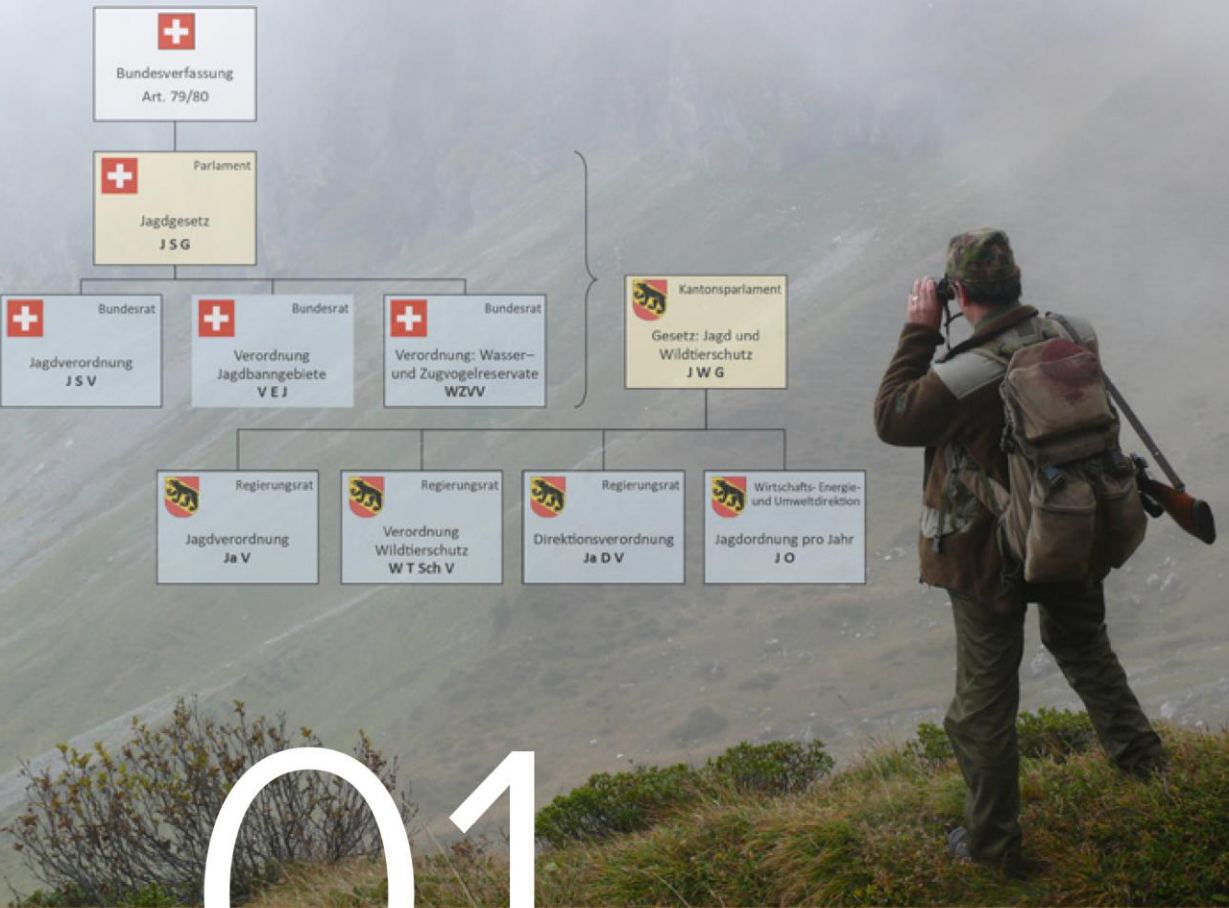 Bundesverfassung
Art. 79/80
Parlament
Jagdgesetz
J S G
Bundesrat
Jagdverordnung
J S V
Bundesrat
Verordnung
Jagdbanngebiete
V E J
Bundesrat
Verordnung: Wasser–
und Zugvogelreservate
WZVV
Kantonsparlament
Gesetz: Jagd und
Wildtierschutz
J W G
Regierungsrat
Jagdverordnung
Ja V
Regierungsrat
Verordnung
Wildtierschutz
W T Sch V
Regierungsrat
Direktionsverordnung
Ja D V
Wirtschafts- Energie-
und Umweltdirektion
Jagdordnung pro Jahr
J O
01